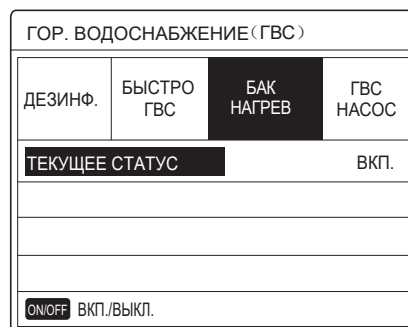 ГОР. ВОДОСНАБЖЕНИЕ(ГВС)
ДЕЗИНФ.
БЫСТРО
ГВС
БАК
НАГРЕВ
ГВС
НАСОС
ТЕКУЩЕЕ СТАТУС ВКП.
ON/OFF ВКП./ВЫКЛ.